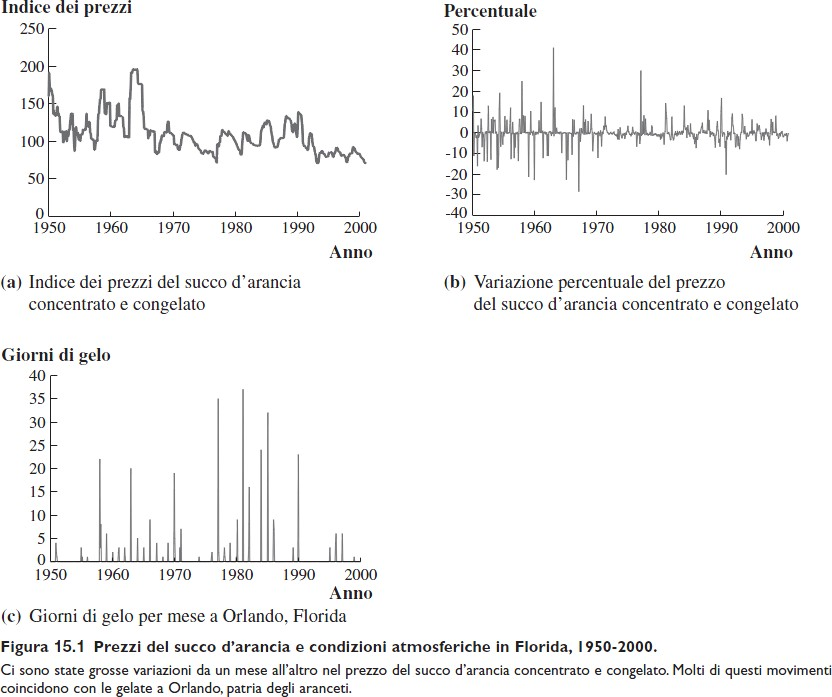 Indice dei prezzi
250
200
150
100
50
0
1950 1960 1970 1980 1990 2000
Anno
(a) Indice dei prezzi del succo d'arancia
concentrato e congelato
Percentuale
50
40
30
20
10
0
-10
-20
-30
-40
1950 1960 1970 1980 1990 2000
Anno
(b) Variazione percentuale del prezzo
del succo d'arancia concentrato e congelato
Giorni di gelo
40
35
30
25
20
15
10
5
0
1950 1960 1970 1980 1990 2000
Anno
(c) Giorni di gelo per mese a Orlando, Florida
Figura 15.1 Prezzi del succo d'arancia e condizioni atmosferiche in Florida, 1950-2000.
Ci sono state grosse variazioni da un mese all'altro nel prezzo del succo d'arancia concentrato e congelato. Molti di questi movimenti
coincidono con le gelate a Orlando, patria degli aranceti.